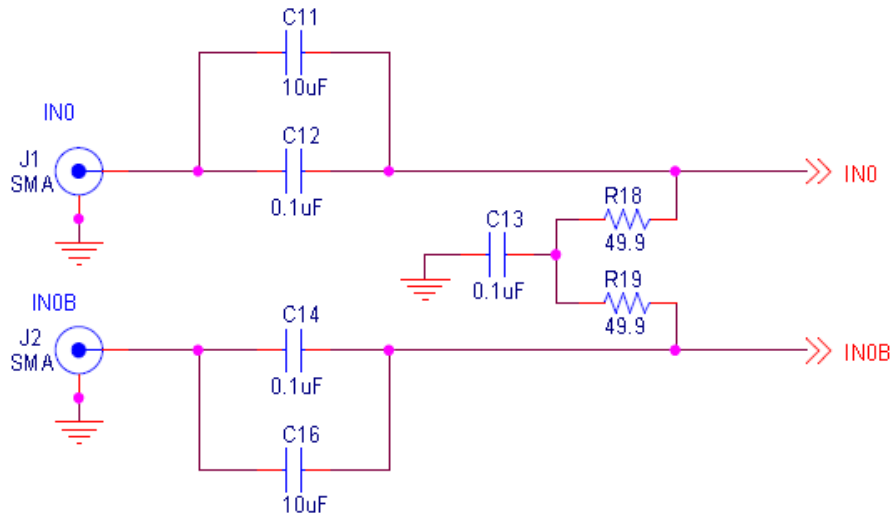 C11
10uF
IN0
C12
J1
SMA
0.1uF
IN0
R18
49.9
C13
0.1uF
R19
49.9
IN0B
C14
J2
SMA
0.1uF
IN0B
C16
10uF